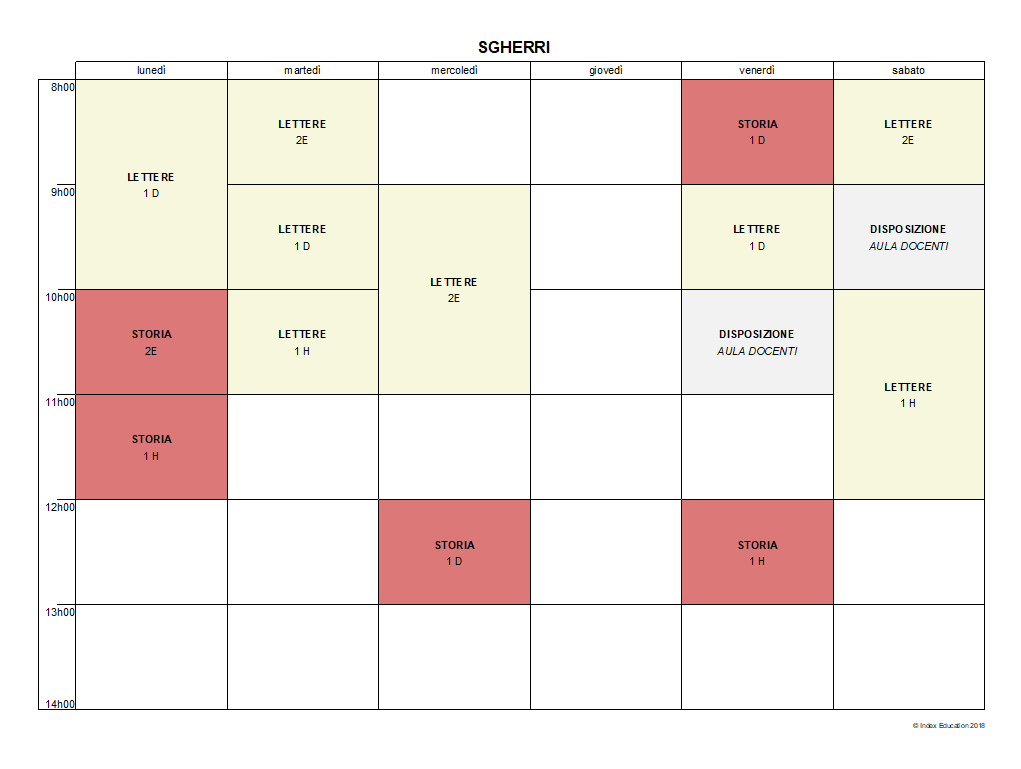 SGHERRI
lunedì martedì mercoledì giovedì venerdì sabato
8h00
LETTERE
2E
STORIA
1 D
LETTERE
2E
LETTERE
1 D
9h00
LETTERE
1 D
LETTERE
1 D
DISPOSIZIONE
AULA DOCENTI
LETTERE
2E
10h00
STORIA
2E
LETTERE
1 H
DISPOSIZIONE
AULA DOCENTI
LETTERE
1 H
11h00
STORIA
1 H
12h00
STORIA
1 D
STORIA
1 H
13h00
14h00
© Index Education 2018